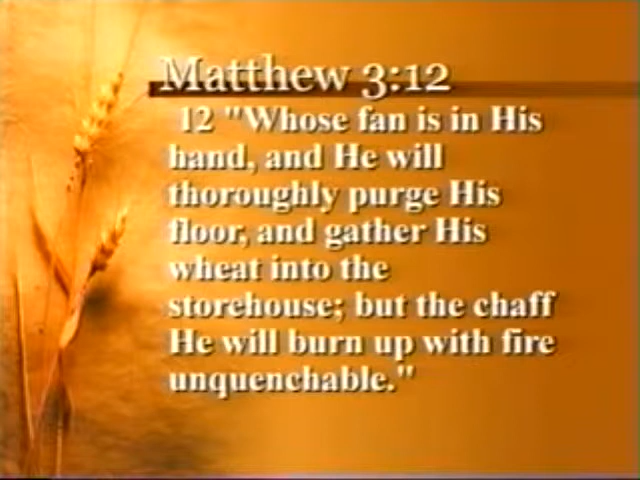 Matthew 3:12
12 "Whose fan is in His
hand, and He will
thoroughly purge His
floor, and gather His
wheat into the
storehouse; but the chaff
He will burn up with fire
unquenchable."